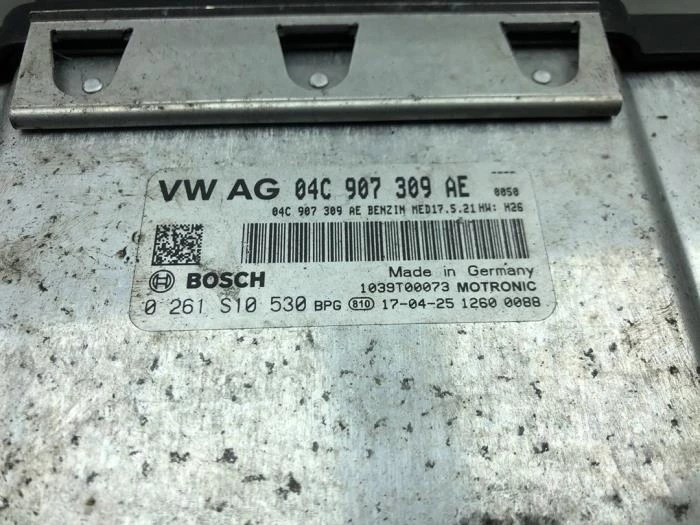 VW AG 04C 907 309 AE 0050
04C 907 309 AE BENZIN MED17.5.21 HW: H26
BOSCH Made in Germany
1039T00073 MOTRONIC
0 261 S10 530 BPG 810 17-04-25 1260 0088